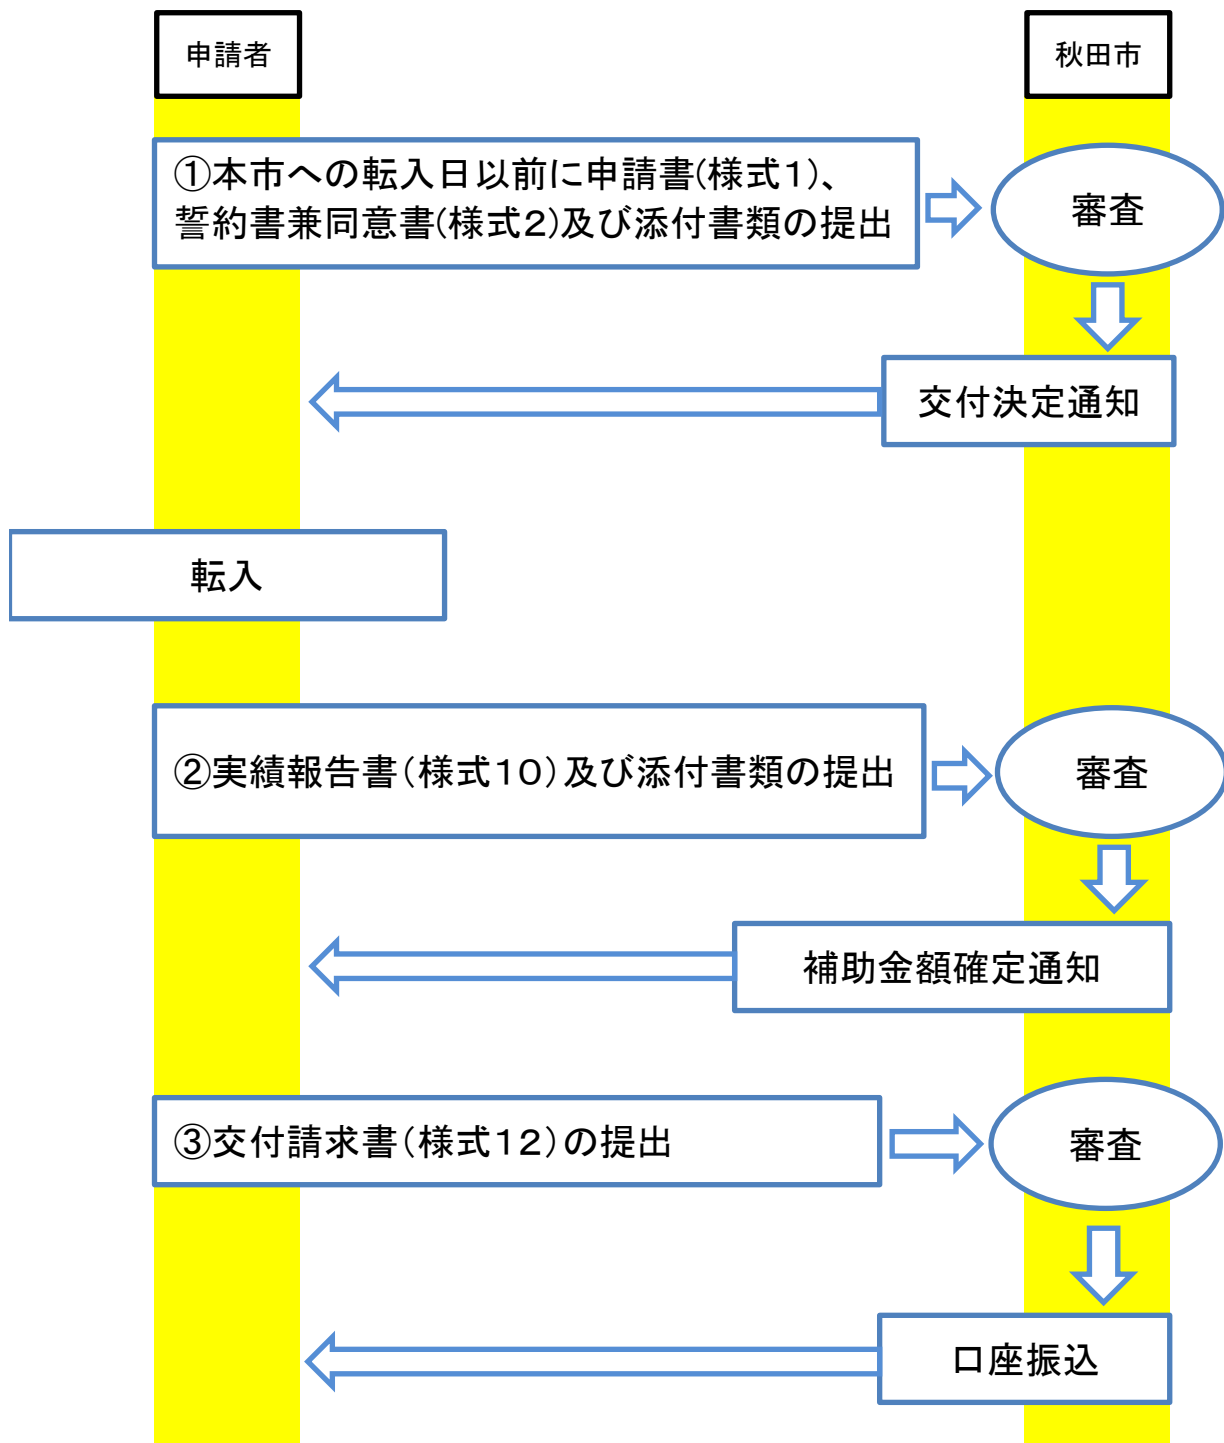 申請者
秋田市
①本市への転入日以前に申請書(様式1)、
誓約書兼同意書(様式2)及び添付書類の提出
審査
交付決定通知
転入
②実績報告書(様式10)及び添付書類の提出
審査
補助金額確定通知
③交付請求書(様式12)の提出
審査
口座振込